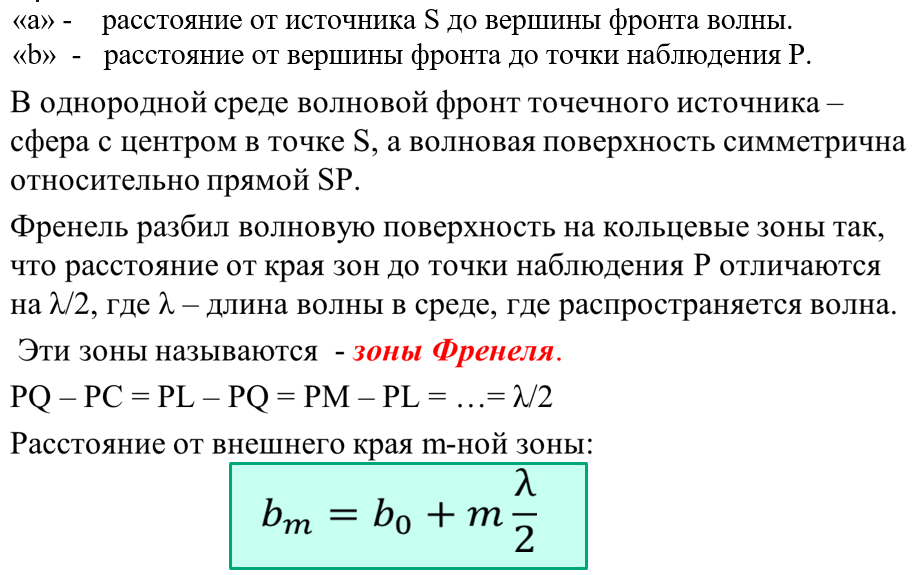 «a» - расстояние от источника S до вершины фронта волны.
«b» - расстояние от вершины фронта до точки наблюдения P.
В однородной среде волновой фронт точечного источника –
сфера с центром в точке S, а волновая поверхность симметрична
относительно прямой SP.
Френель разбил волновую поверхность на кольцевые зоны так,
что расстояние от края зон до точки наблюдения P отличаются
на λ/2, где λ – длина волны в среде, где распространяется волна.
Эти зоны называются - зоны Френеля.
PQ – PC = PL – PQ = PM – PL = …= λ/2
Расстояние от внешнего края m-ной зоны:
b_m = b_0 + m λ/2